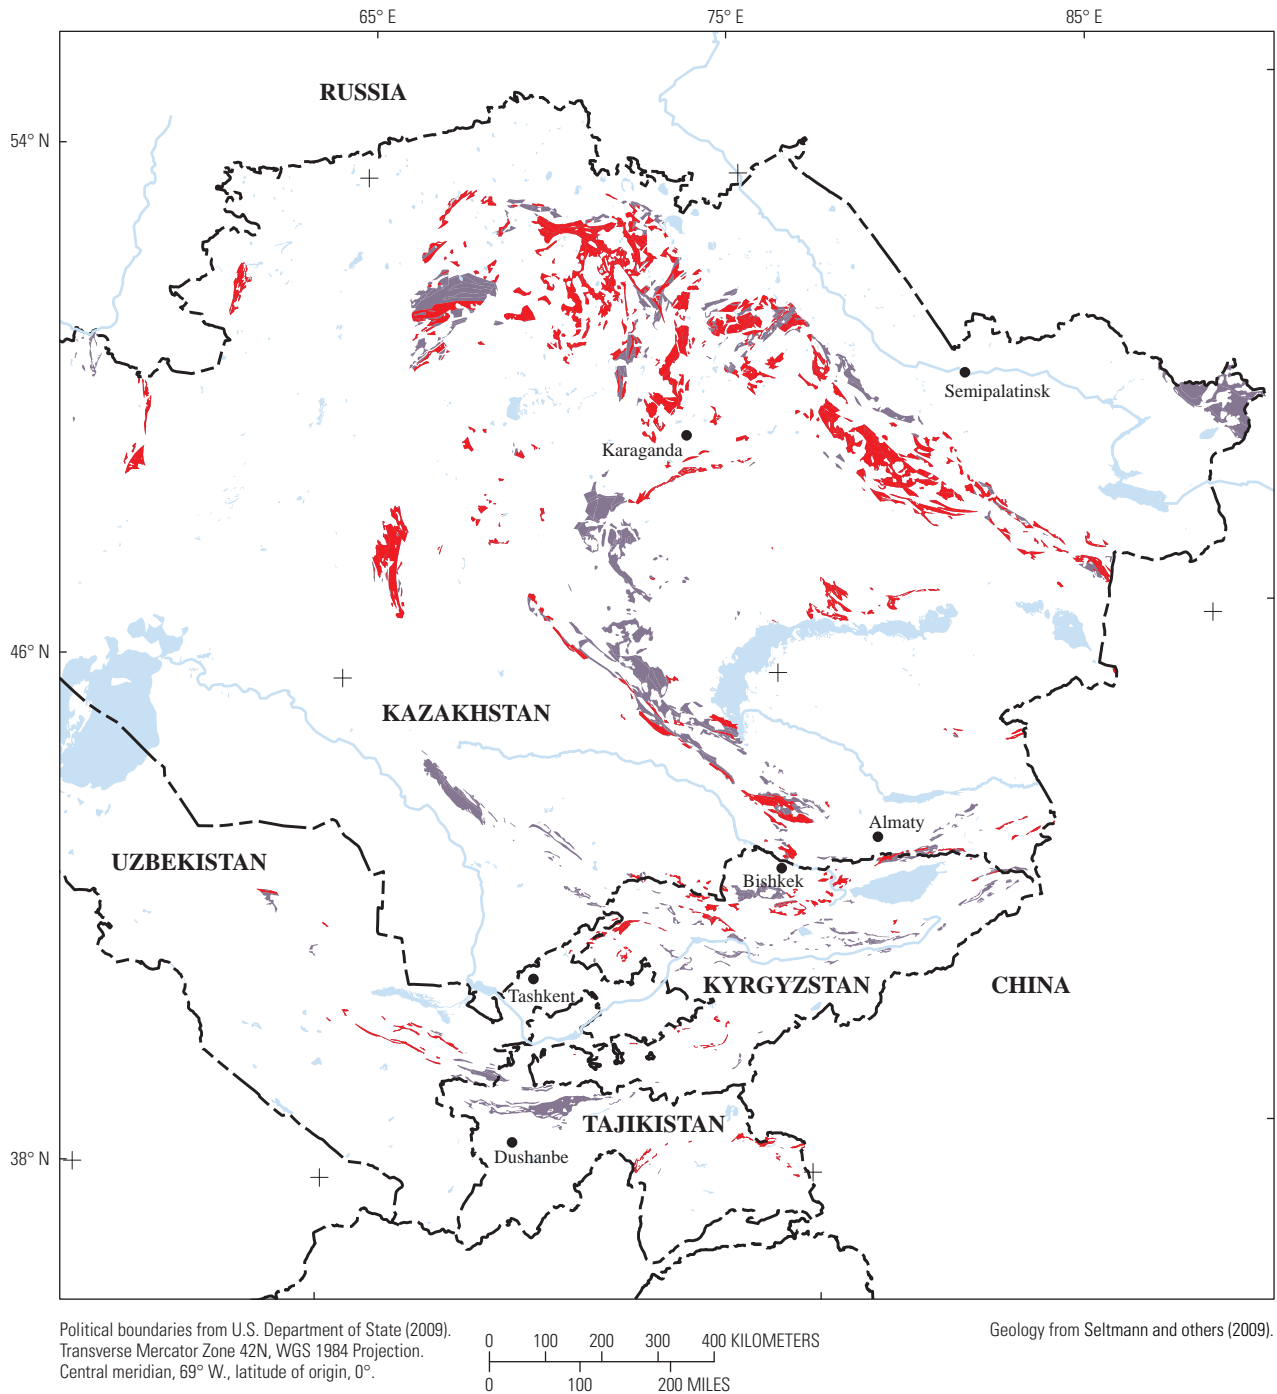 65° E
75° E
85° E
RUSSIA
54° N
Semipalatinsk
Karaganda
46° N
KAZAKHSTAN
Almaty
UZBEKISTAN
Bishkek
KYRGYZSTAN
CHINA
Tashkent
TAJIKISTAN
Dushanbe
38° N
Political boundaries from U.S. Department of State (2009).
Transverse Mercator Zone 42N, WGS 1984 Projection.
Central meridian, 69° W., latitude of origin, 0°.
0 100 200 300 400 KILOMETERS
0 100 200 MILES
Geology from Seltmann and others (2009).